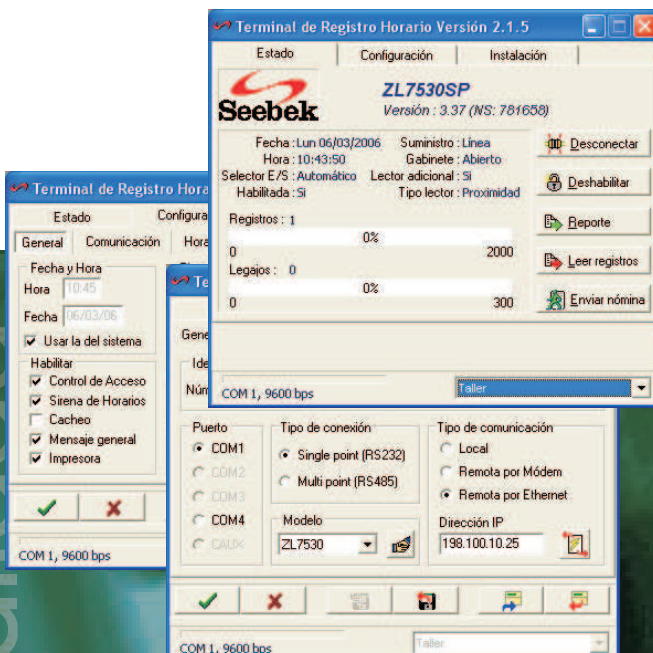 Terminal de Registro Horario Versión 2.1.5
Estado Configuración Instalación
Seebek
ZL7530SP
Versión : 3.37 (NS: 781658)
Fecha : Lun 06/03/2006 Suministro : Línea
Hora : 10:43:50 Gabinete : Abierto
Selector E/S : Automático Lector adicional : Si
Habilitada : Si Tipo lector : Proximidad
Registros : 1
0%
0 2000
Legajos : 0
0%
0 300
Desconectar
Deshabilitar
Reporte
Leer registros
Enviar nómina
COM 1, 9600 bps Taller
Terminal de Registro Hora
Estado Configura
General Comunicación Hora
Fecha y Hora
Hora 10:45
Fecha 06/03/06
Usar la del sistema
Habilitar
Control de Acceso
Sirena de Horarios
Cacheo
Mensaje general
Impresora
COM 1, 9600 bps
Te
Gene
Ide
Núm
Puerto
COM1
COM2
COM3
COM4
CAUX
Tipo de conexión
Single point (RS232)
Multi point (RS485)
Modelo
ZL7530
Tipo de comunicación
Local
Remota por Módem
Remota por Ethernet
Dirección IP
198.100.10.25
COM 1, 9600 bps Taller